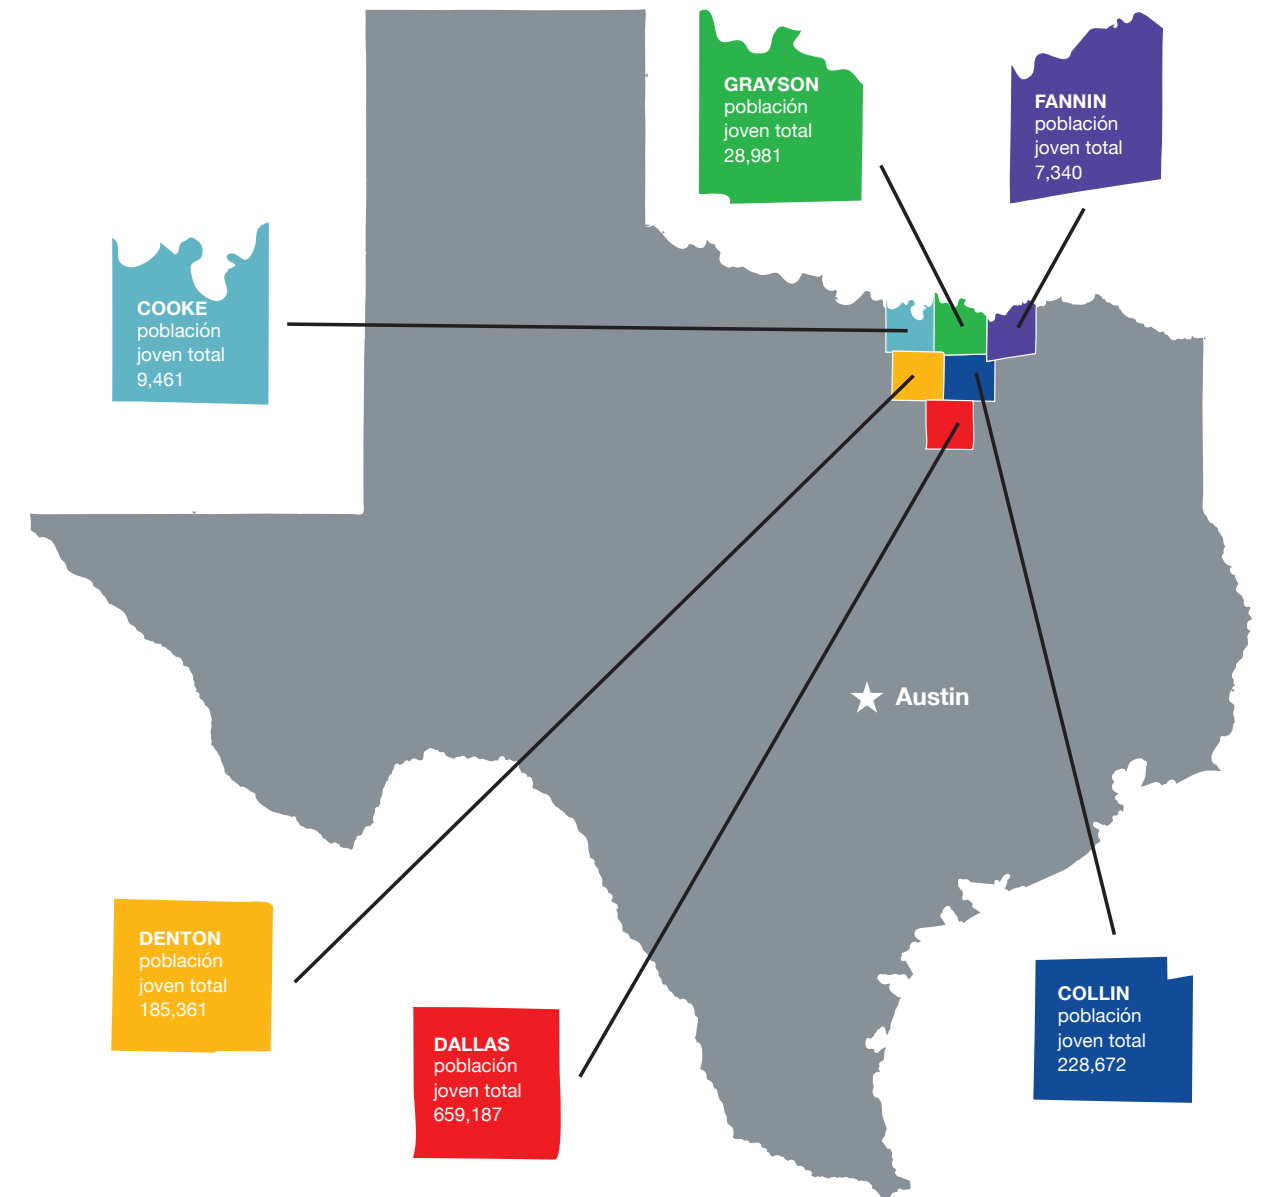 GRAYSON
población
joven total
28,981
FANNIN
población
joven total
7,340
COOKE
población
joven total
9,461
Austin
DENTON
población
joven total
185,361
DALLAS
población
joven total
659,187
COLLIN
población
joven total
228,672